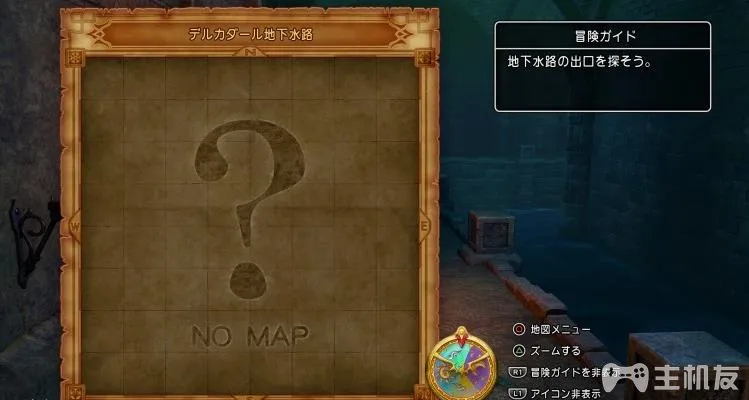 デルカダール地下水路
N
W
E
NO MAP
冒険ガイド
地下水路の出口を探そう。
地図メニュー
ズームする
R1 冒険ガイドを非表示
L1 アイコン非表示
主机友